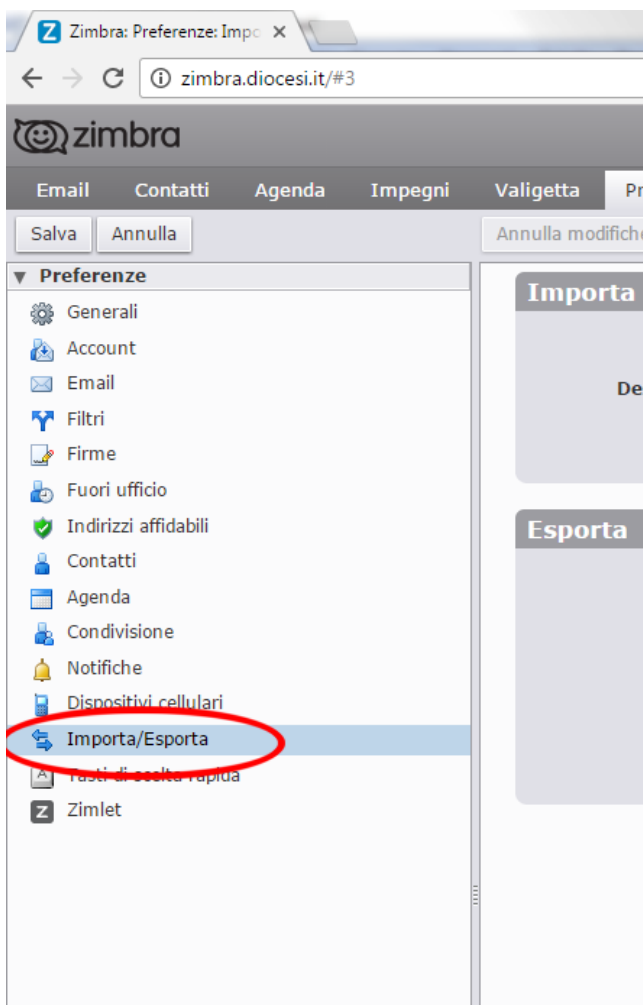 Zimbra: Preferenze: Impo
zimbra.diocesi.it/#3
zimbra
Email Contatti Agenda Impegni Valigetta Pr
Salva Annulla Annulla modifiche
Preferenze
Importa
Generali
Account
Email
De
Filtri
Firme
Fuori ufficio
Indirizzi affidabili
Esporta
Contatti
Agenda
Condivisione
Notifiche
Dispositivi cellulari
Importa/Esporta
A Tasti di scelta rapida
Z Zimlet